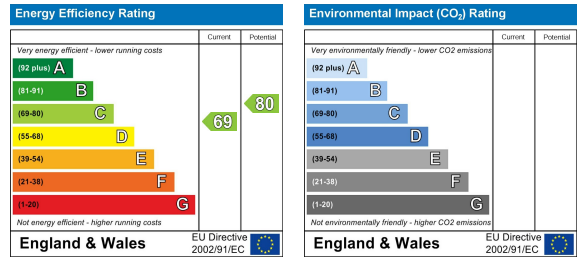 Energy Efficiency Rating
Current Potential
Very energy efficient - lower running costs
(92 plus) A
(81-91) B
(69-80) C
(55-68) D
(39-54) E
(21-38) F
(1-20) G
69
80
Not energy efficient - higher running costs
England & Wales
EU Directive
2002/91/EC
Environmental Impact (CO₂) Rating
Current Potential
Very environmentally friendly - lower CO2 emissions
(92 plus) A
(81-91) B
(69-80) C
(55-68) D
(39-54) E
(21-38) F
(1-20) G
Not environmentally friendly - higher CO2 emissions
England & Wales
EU Directive
2002/91/EC